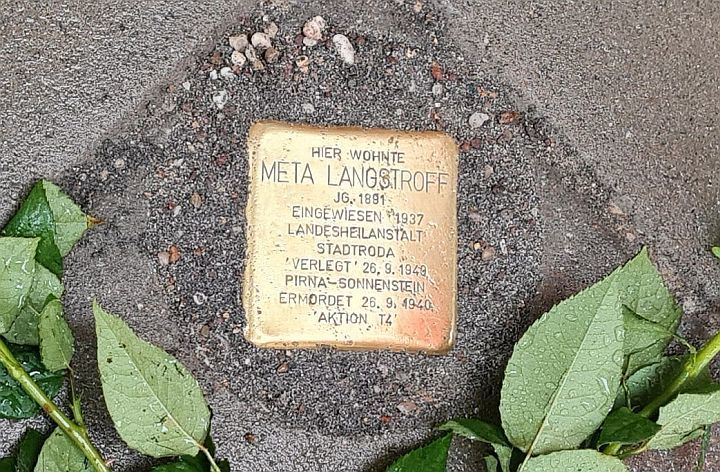 HIER WOHNTE
META LANGSTROFF
JG. 1891
EINGEWIESEN 1937
LANDESHEILANSTALT
STADTRODA
'VERLEGT' 26.9.1940
PIRNA-SONNENSTEIN
ERMORDET 26.9.1940
'AKTION T4'